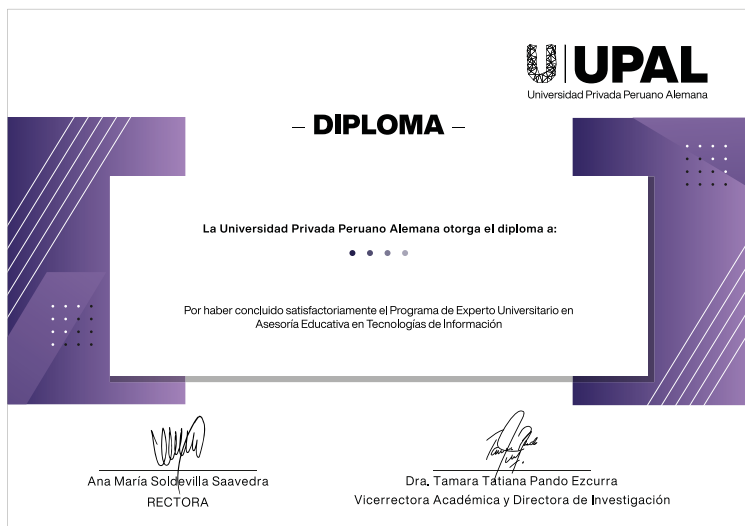 UPAL
Universidad Privada Peruano Alemana
– DIPLOMA –
La Universidad Privada Peruano Alemana otorga el diploma a:
Por haber concluido satisfactoriamente el Programa de Experto Universitario en
Asesoría Educativa en Tecnologías de Información
Ana María Soldevilla Saavedra
RECTORA
Dra. Tamara Tatiana Pando Ezcurra
Vicerrectora Académica y Directora de Investigación